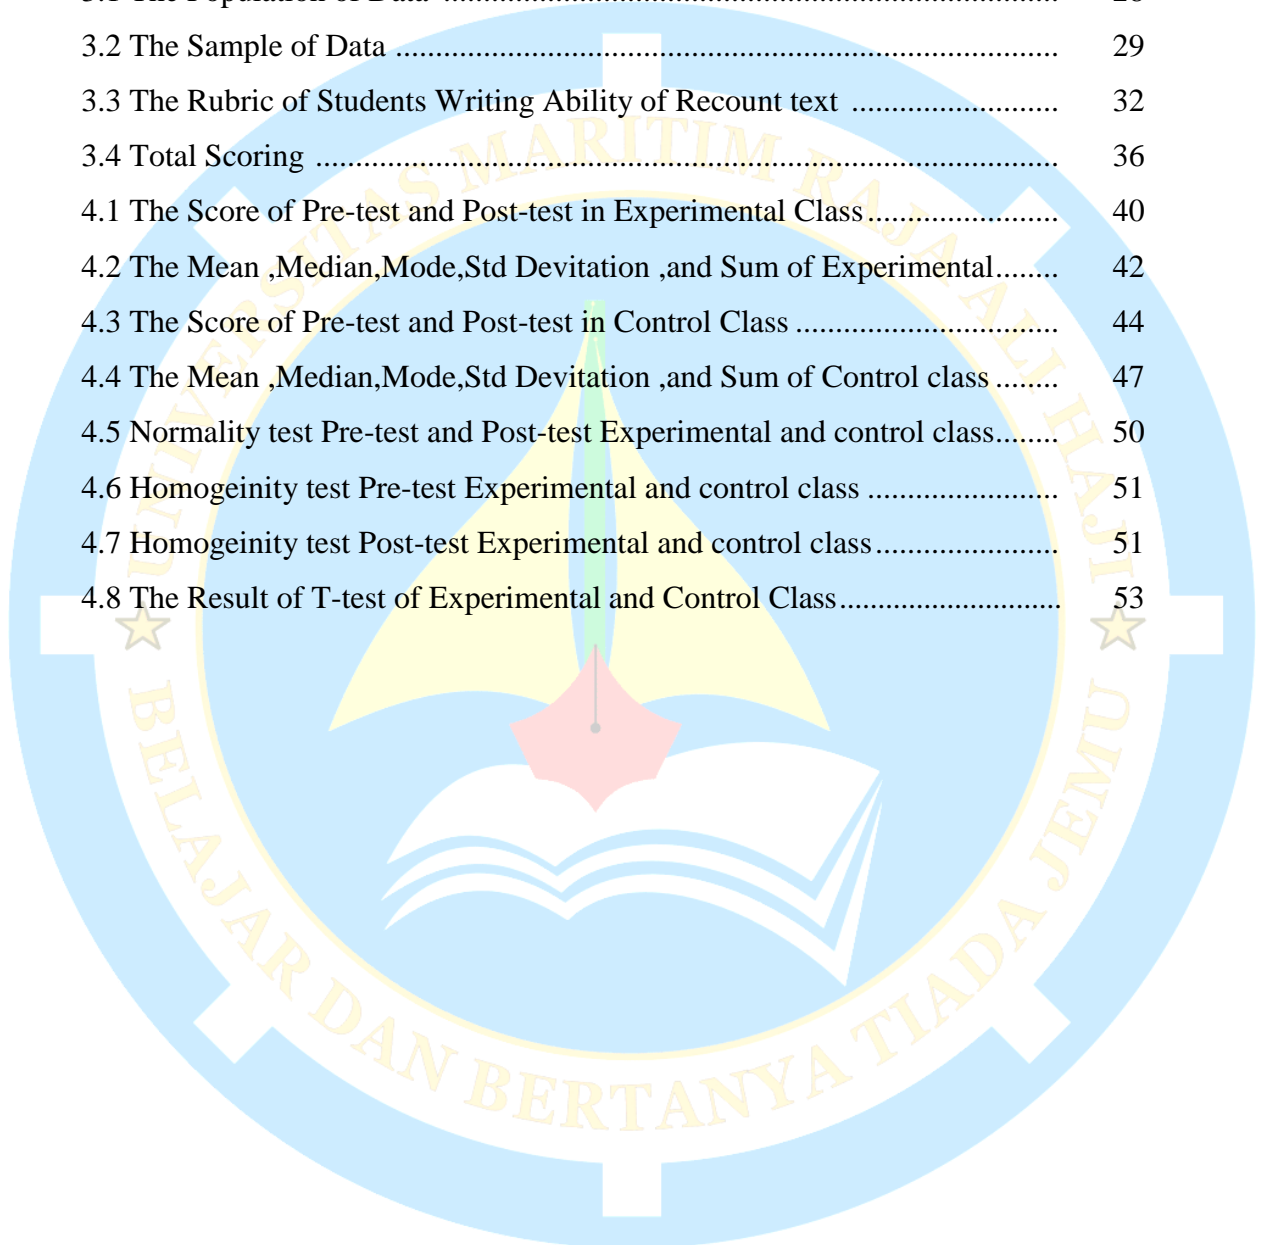 3.1 The Population of Data ........................................................................ 28
3.2 The Sample of Data .............................................................................. 29
3.3 The Rubric of Students Writing Ability of Recount text .......................... 32
3.4 Total Scoring ........................................................................................ 36
4.1 The Score of Pre-test and Post-test in Experimental Class ........................ 40
4.2 The Mean ,Median,Mode,Std Devitation ,and Sum of Experimental ........ 42
4.3 The Score of Pre-test and Post-test in Control Class ................................. 44
4.4 The Mean ,Median,Mode,Std Devitation ,and Sum of Control class ........ 47
4.5 Normality test Pre-test and Post-test Experimental and control class ........ 50
4.6 Homogeinity test Pre-test Experimental and control class ........................ 51
4.7 Homogeinity test Post-test Experimental and control class ....................... 51
4.8 The Result of T-test of Experimental and Control Class ............................ 53
UNIVERSITAS MARITIM RAJA ALI HAJI
BELAJAR DAN BERTANYA TIADA JEMU